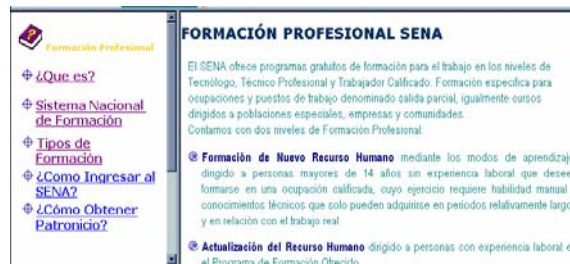 Formación Profesional
¿Que es?
Sistema Nacional
de Formación
Tipos de
Formación
¿Como Ingresar al
SENA?
¿Cómo Obtener
Patronicio?
FORMACIÓN PROFESIONAL SENA
El SENA ofrece programas gratuitos de formación para el trabajo en los niveles de
Tecnólogo, Técnico Profesional y Trabajador Calificado. Formación especifica para
ocupaciones y puestos de trabajo denominado salida parcial, igualmente cursos
dirigidos a poblaciones especiales, empresas y comunidades.
Contamos con dos niveles de Formación Profesional:
Formación de Nuevo Recurso Humano mediante los modos de aprendizaj
dirigido a personas mayores de 14 años sin experiencia laboral que desee
formarse en una ocupación calificada, cuyo ejercicio requiere habilidad manual
conocimientos técnicos que solo pueden adquirirse en periodos relativamente largo
y en relación con el trabajo real.
Actualización del Recurso Humano dirigido a personas con experiencia laboral e
el Programa de Formación Ofrecido